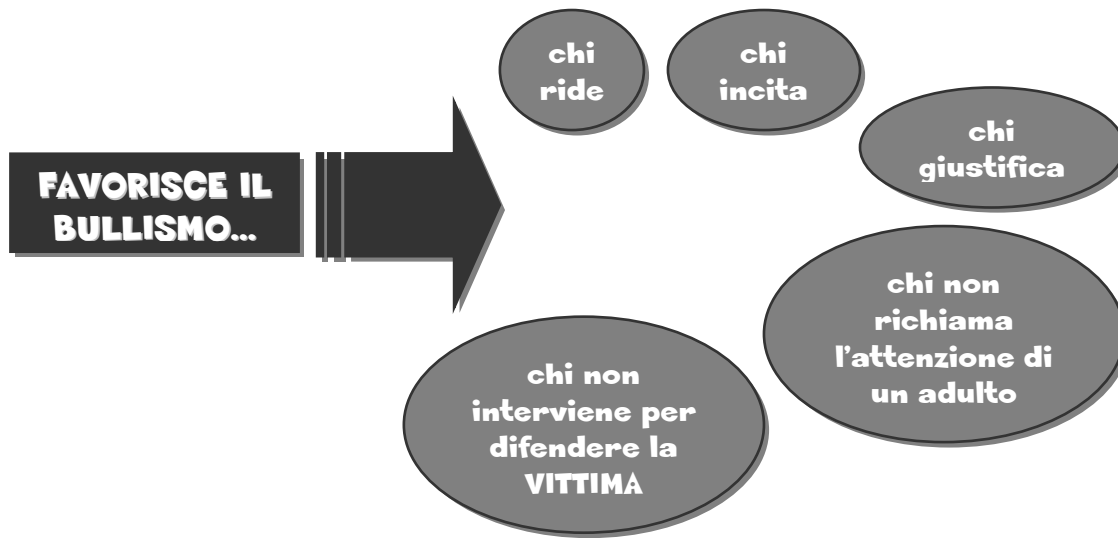 FAVORISCE IL
BULLISMO...
chi
ride
chi
incita
chi
giustifica
chi non
richiama
l'attenzione di
un adulto
chi non
interviene per
difendere la
VITTIMA